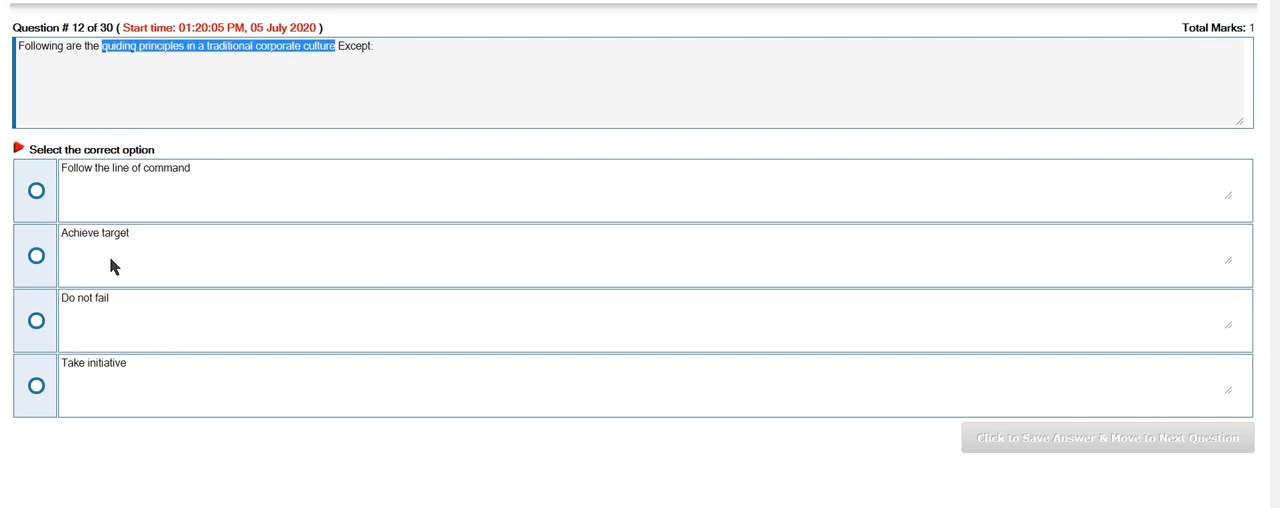 Question # 12 of 30 ( Start time: 01:20:05 PM, 05 July 2020 ) Total Marks: 1
Following are the guiding principles in a traditional corporate culture Except:
Select the correct option
Follow the line of command
Achieve target
Do not fail
Take initiative
Click to Save Answer & Move to Next Question